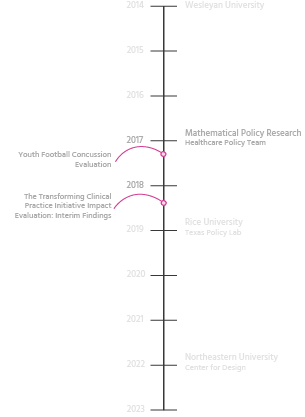 2014
Wesleyan University
2015
2016
2017
Mathematical Policy Research
Healthcare Policy Team
Youth Football Concussion
Evaluation
2018
The Transforming Clinical
Practice Initiative Impact
Evaluation: Interim Findings
2019
Rice University
Texas Policy Lab
2020
2021
2022
Northeastern University
Center for Design
2023